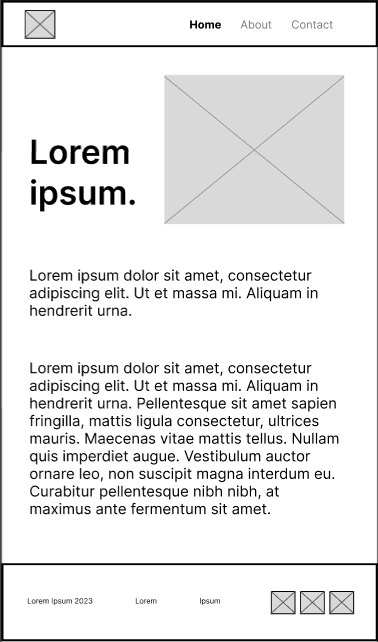 Home About Contact
Lorem
ipsum.
Lorem ipsum dolor sit amet, consectetur
adipiscing elit. Ut et massa mi. Aliquam in
hendrerit urna.
Lorem ipsum dolor sit amet, consectetur
adipiscing elit. Ut et massa mi. Aliquam in
hendrerit urna. Pellentesque sit amet sapien
fringilla, mattis ligula consectetur, ultrices
mauris. Maecenas vitae mattis tellus. Nullam
quis imperdiet augue. Vestibulum auctor
ornare leo, non suscipit magna interdum eu.
Curabitur pellentesque nibh nibh, at
maximus ante fermentum sit amet.
Lorem Ipsum 2023 Lorem Ipsum